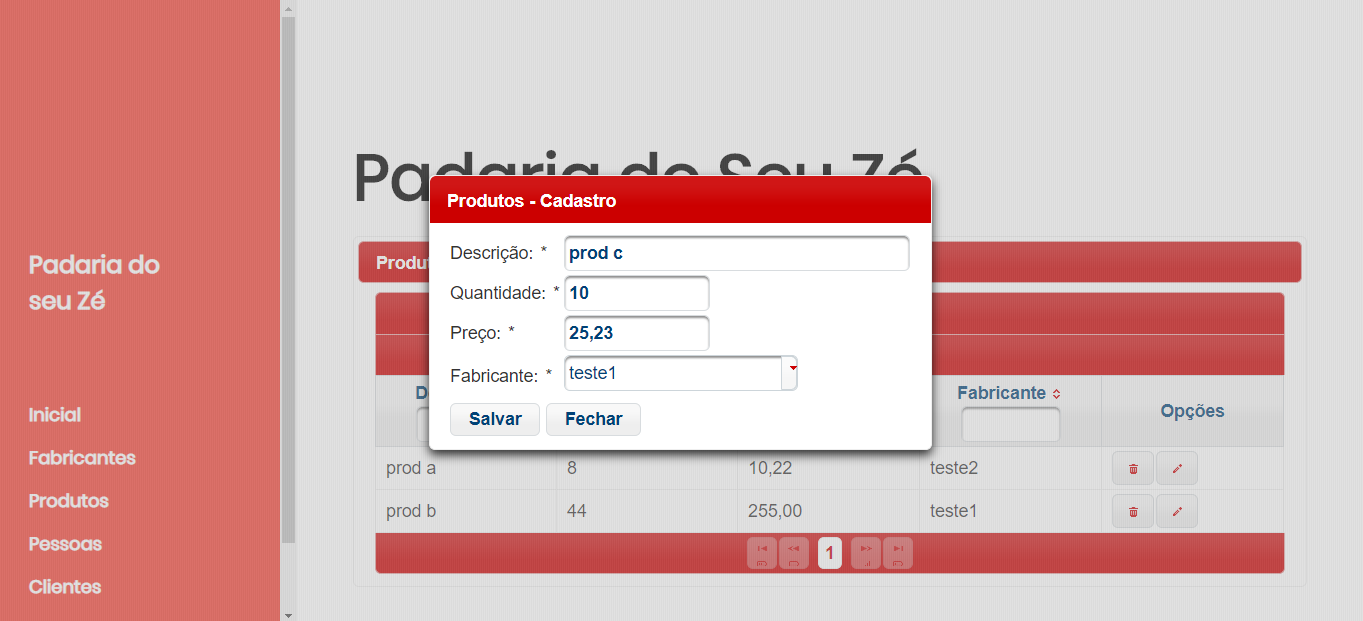 Padaria do
seu Zé
Inicial
Fabricantes
Produtos
Pessoas
Clientes
Padaria do Seu Zé
Produtos - Cadastro
Descrição: * prod c
Quantidade: * 10
Preço: * 25,23
Fabricante: * teste1
Salvar Fechar
Produ
D
Fabricante
Opções
prod a 8 10,22 teste2
prod b 44 255,00 teste1
1